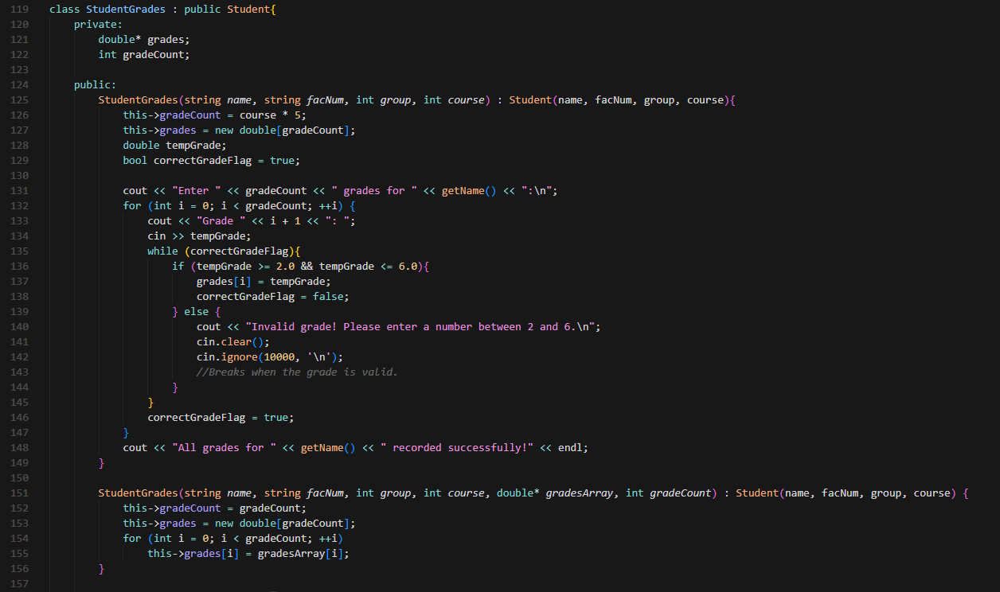 119 class StudentGrades : public Student{
120 private:
121 double* grades;
122 int gradeCount;
123
124 public:
125 StudentGrades(string name, string facNum, int group, int course) : Student(name, facNum, group, course){
126 this->gradeCount = course * 5;
127 this->grades = new double[gradeCount];
128 double tempGrade;
129 bool correctGradeFlag = true;
130
131 cout << "Enter " << gradeCount << " grades for " << getName() << ":\n";
132 for (int i = 0; i < gradeCount; ++i) {
133 cout << "Grade " << i + 1 << ": ";
134 cin >> tempGrade;
135 while (correctGradeFlag){
136 if (tempGrade >= 2.0 && tempGrade <= 6.0){
137 grades[i] = tempGrade;
138 correctGradeFlag = false;
139 } else {
140 cout << "Invalid grade! Please enter a number between 2 and 6.\n";
141 cin.clear();
142 cin.ignore(10000, '\n');
143 //Breaks when the grade is valid.
144 }
145 }
146 correctGradeFlag = true;
147 }
148 cout << "All grades for " << getName() << " recorded successfully!" << endl;
149 }
150
151 StudentGrades(string name, string facNum, int group, int course, double* gradesArray, int gradeCount) : Student(name, facNum, group, course) {
152 this->gradeCount = gradeCount;
153 this->grades = new double[gradeCount];
154 for (int i = 0; i < gradeCount; ++i)
155 this->grades[i] = gradesArray[i];
156 }
157